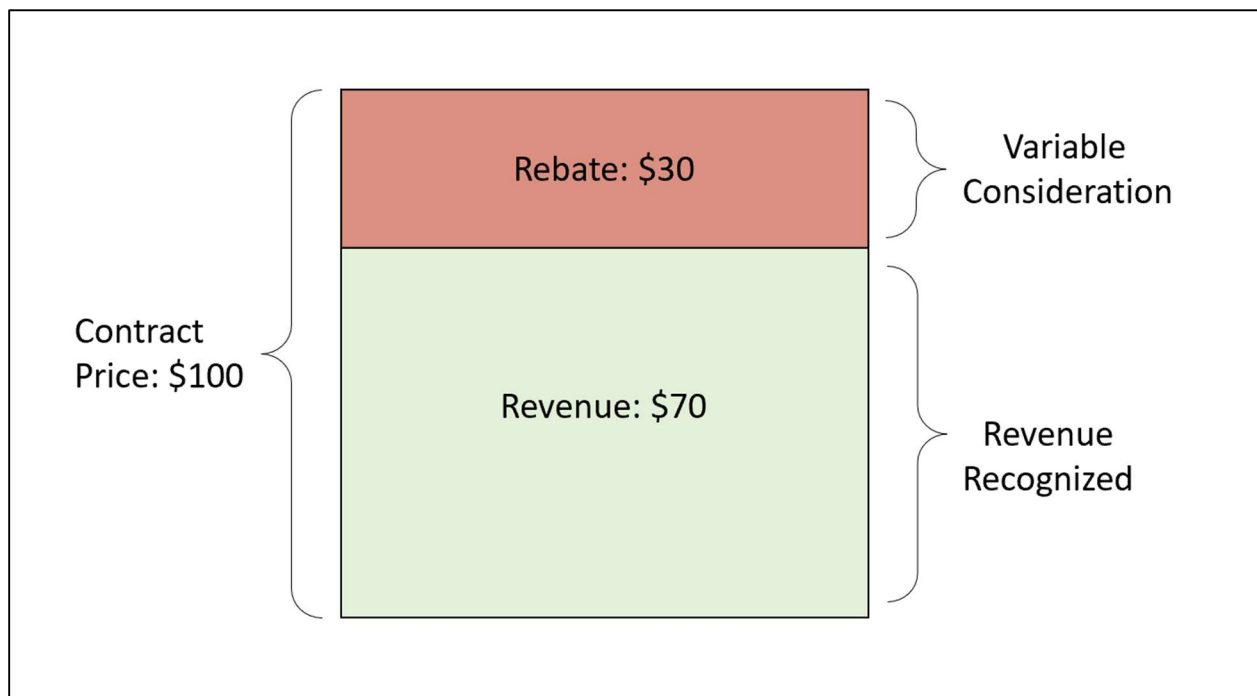 Rebate: $30
Variable
Consideration
Contract
Price: $100
Revenue: $70
Revenue
Recognized